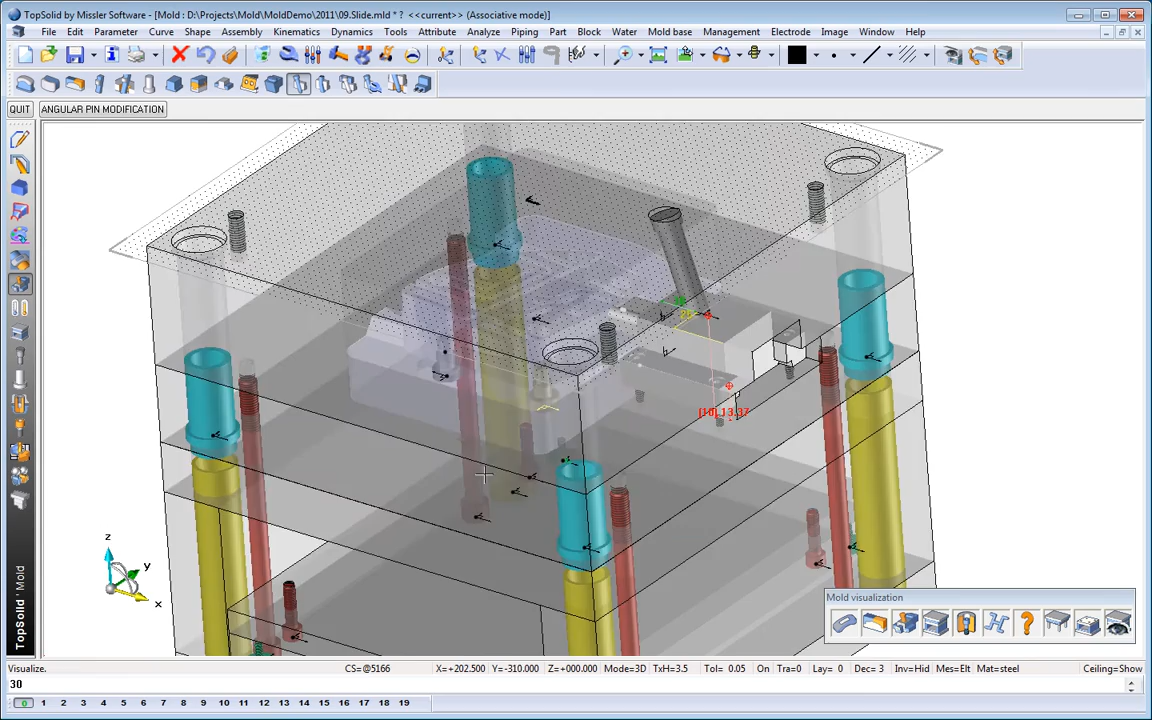 TopSolid by Missler Software - [Mold : D:\Projects\Mold\MoldDemo\2011\09.Slide.mld * ? <<current>> (Associative mode)]
File Edit Parameter Curve Shape Assembly Kinematics Dynamics Tools Attribute Analyze Piping Part Block Water Mold base Management Electrode Image Window Help
QUIT ANGULAR PIN MODIFICATION
25
[10] 13.37
z
y
x
TopSolid 'Mold
Mold visualization
Visualize. CS=@5166 X=+202.500 Y=-310.000 Z=+000.000 Mode=3D TxH=3.5 Tol= 0.05 On Tra=0 Lay= 0 Dec= 3 Inv=Hid Mes=Elt Mat=steel Ceiling=Show
30
0 1 2 3 4 5 6 7 8 9 10 11 12 13 14 15 16 17 18 19